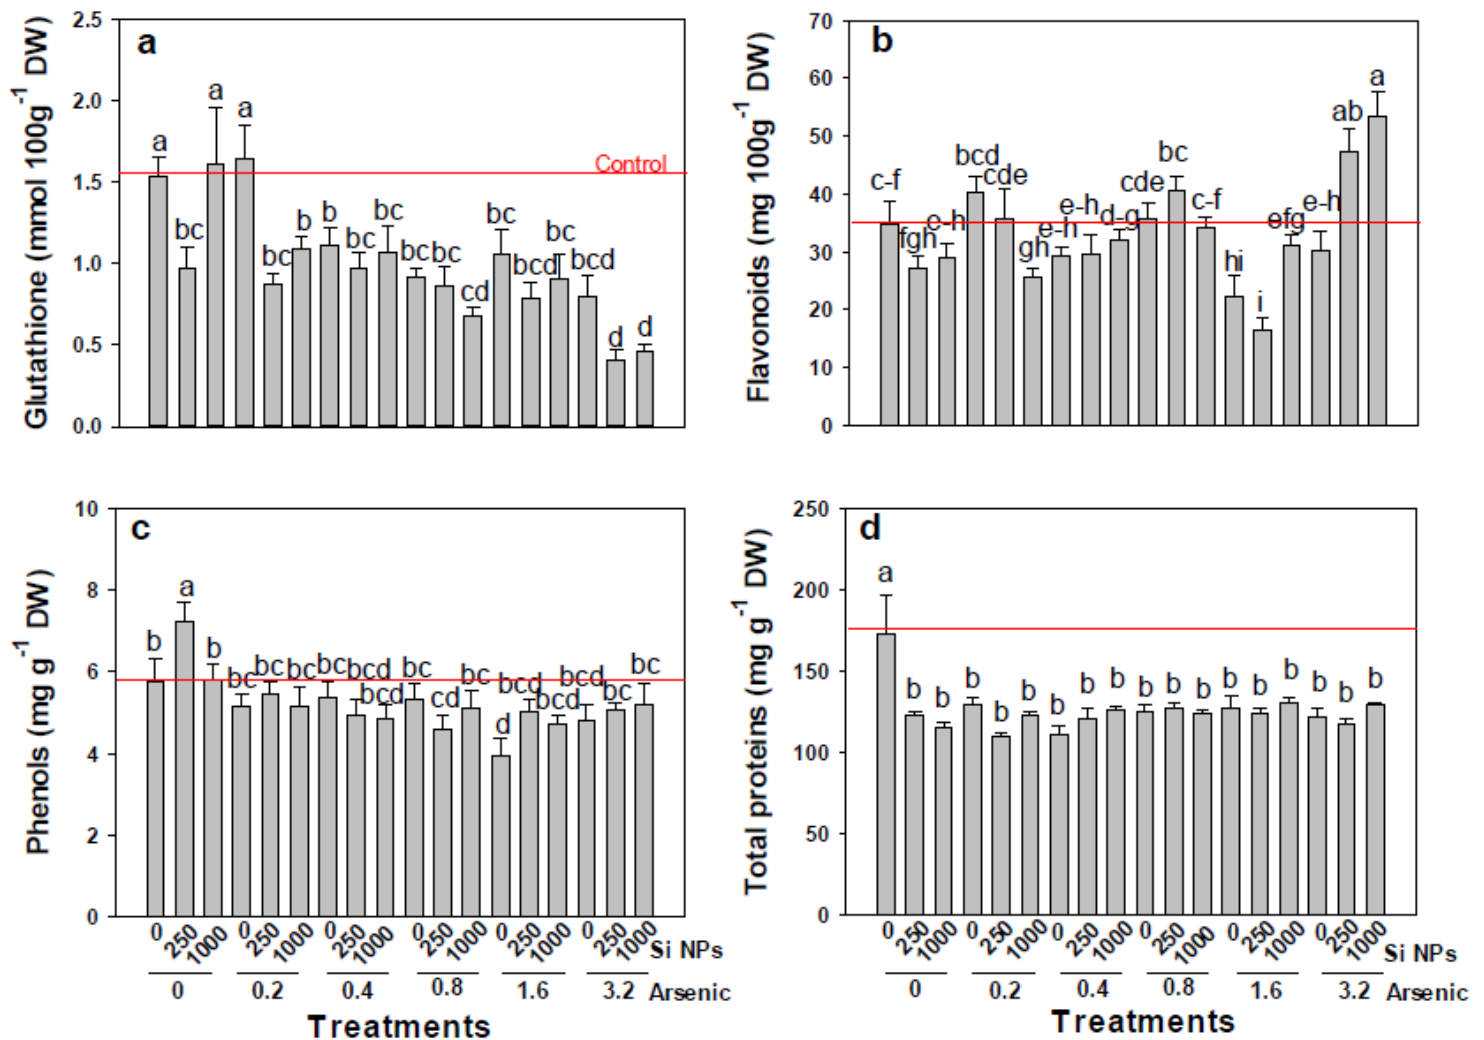 a
Glutathione (mmol 100g⁻¹ DW)
2.5
2.0
1.5
1.0
0.5
0.0
Control
a bc a a bc b b bc bc bc bc cd bc bcd bc bcd d d
b
Flavonoids (mg 100g⁻¹ DW)
70
60
50
40
30
20
10
0
c-f fgh e-h bcd cde gh e-h e-h d-g cde bc c-f hi i efg e-h ab a
c
Phenols (mg g⁻¹ DW)
10
8
6
4
2
0
b a b bc bc bc bc bcd bcd bc cd bc d bcd bcd bcd bc bc
0 250 1000 0 250 1000 0 250 1000 0 250 1000 0 250 1000 0 250 1000 Si NPs
0 0.2 0.4 0.8 1.6 3.2 Arsenic
Treatments
d
Total proteins (mg g⁻¹ DW)
250
200
150
100
50
0
a b b b b b b b b b b b b b b b b b
0 250 1000 0 250 1000 0 250 1000 0 250 1000 0 250 1000 0 250 1000 Si NPs
0 0.2 0.4 0.8 1.6 3.2 Arsenic
Treatments